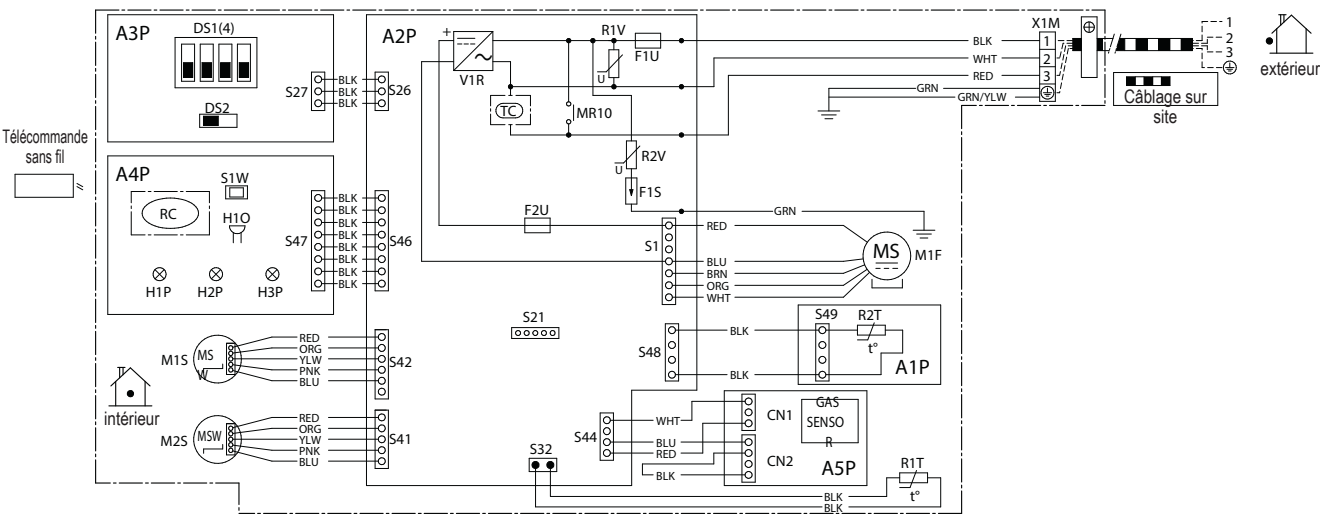 A3P
DS1(4)
DS2
S27
BLK
BLK
BLK
S26
A2P
+
V1R
TC
MR10
R1V
U
F1U
R2V
U
F1S
F2U
BLK
WHT
RED
GRN
GRN/YLW
X1M
1
2
3
1
2
3
extérieur
Câblage sur
site
Télécommande
sans fil
A4P
S1W
RC
H1O
H1P
H2P
H3P
S47
BLK
BLK
BLK
BLK
BLK
BLK
BLK
BLK
S46
GRN
S1
RED
BLU
BRN
ORG
WHT
MS
M1F
S21
S48
BLK
BLK
S49
R2T
t°
A1P
M1S
MS
W
RED
ORG
YLW
PNK
BLU
S42
intérieur
M2S
MSW
RED
ORG
YLW
PNK
BLU
S41
S44
WHT
BLU
RED
BLK
CN1
CN2
GAS
SENSO
R
A5P
S32
BLK
BLK
R1T
t°